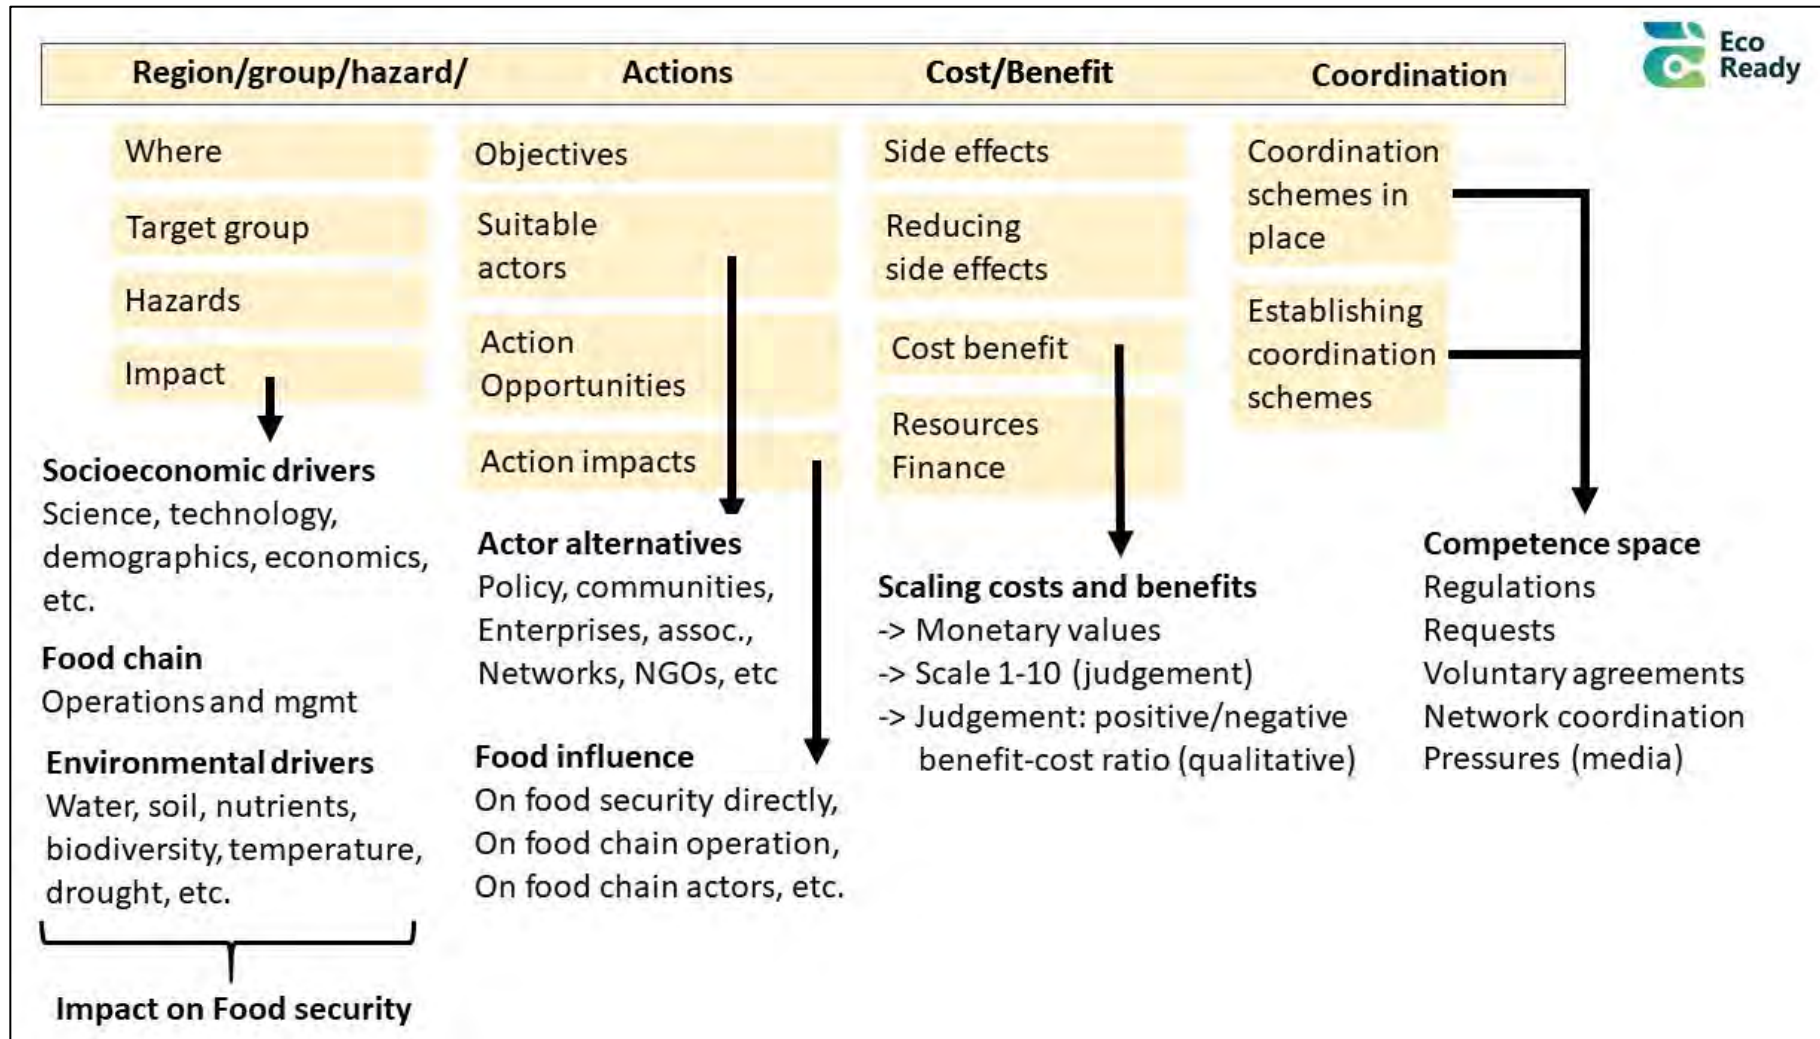 Region/group/hazard/ Actions Cost/Benefit Coordination
Eco
Ready
Where
Target group
Hazards
Impact
Socioeconomic drivers
Science, technology,
demographics, economics,
etc.
Food chain
Operations and mgmt
Environmental drivers
Water, soil, nutrients,
biodiversity, temperature,
drought, etc.
Impact on Food security
Objectives
Suitable
actors
Action
Opportunities
Action impacts
Actor alternatives
Policy, communities,
Enterprises, assoc.,
Networks, NGOs, etc
Food influence
On food security directly,
On food chain operation,
On food chain actors, etc.
Side effects
Reducing
side effects
Cost benefit
Resources
Finance
Scaling costs and benefits
-> Monetary values
-> Scale 1-10 (judgement)
-> Judgement: positive/negative
benefit-cost ratio (qualitative)
Coordination
schemes in
place
Establishing
coordination
schemes
Competence space
Regulations
Requests
Voluntary agreements
Network coordination
Pressures (media)